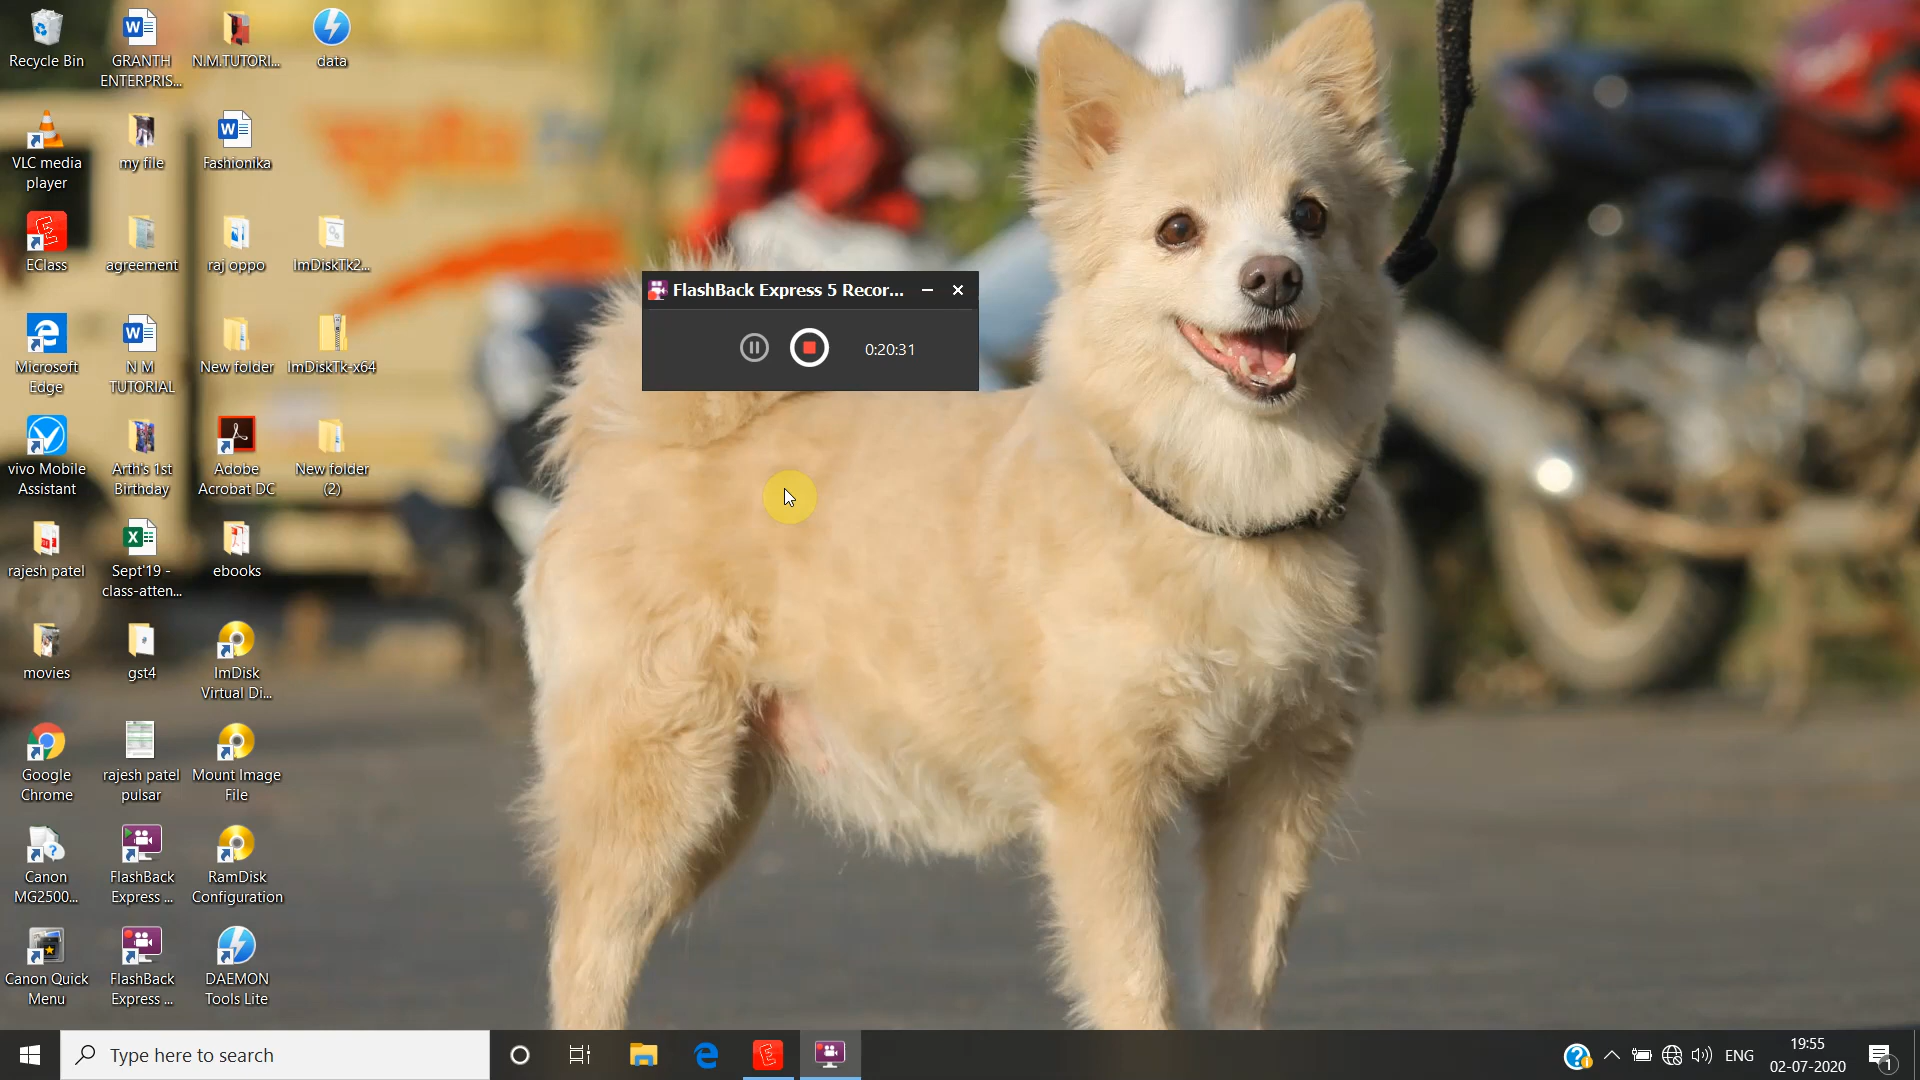 Recycle Bin
GRANTH
ENTERPRIS...
N.M.TUTORI...
data
VLC media
player
my file
Fashionika
EClass
agreement
raj oppo
ImDiskTk2...
Microsoft
Edge
N M
TUTORIAL
New folder
ImDiskTk-x64
vivo Mobile
Assistant
Arth's 1st
Birthday
Adobe
Acrobat DC
New folder
(2)
rajesh patel
Sept'19 -
class-atten...
ebooks
movies
gst4
ImDisk
Virtual Di...
Google
Chrome
rajesh patel
pulsar
Mount Image
File
Canon
MG2500...
FlashBack
Express ...
RamDisk
Configuration
Canon Quick
Menu
FlashBack
Express ...
DAEMON
Tools Lite
FlashBack Express 5 Recor...
0:20:31
Type here to search
ENG
19:55
02-07-2020
1